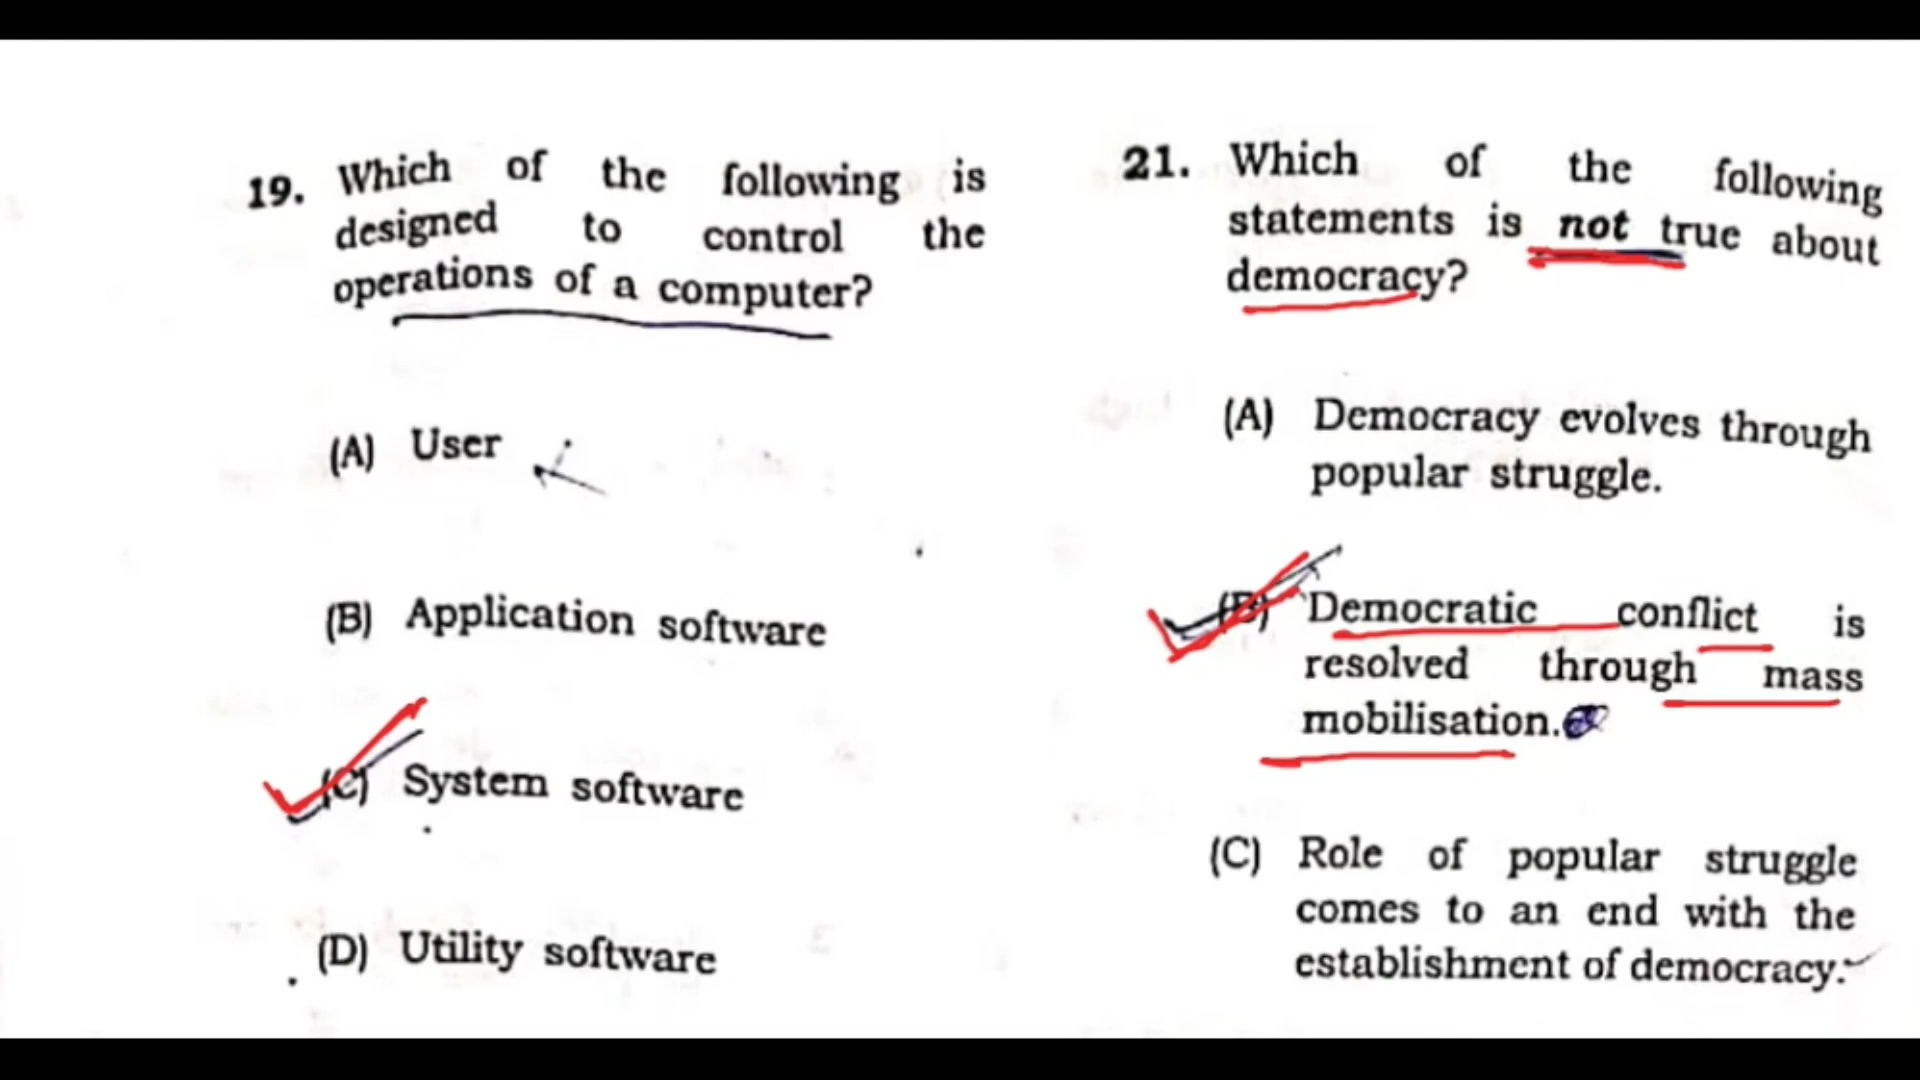 19. Which of the following is
designed to control the
operations of a computer?
(A) User
(B) Application software
(C) System software
(D) Utility software
21. Which of the following
statements is not true about
democracy?
(A) Democracy evolves through
popular struggle.
(B) Democratic conflict is
resolved through mass
mobilisation.
(C) Role of popular struggle
comes to an end with the
establishment of democracy.